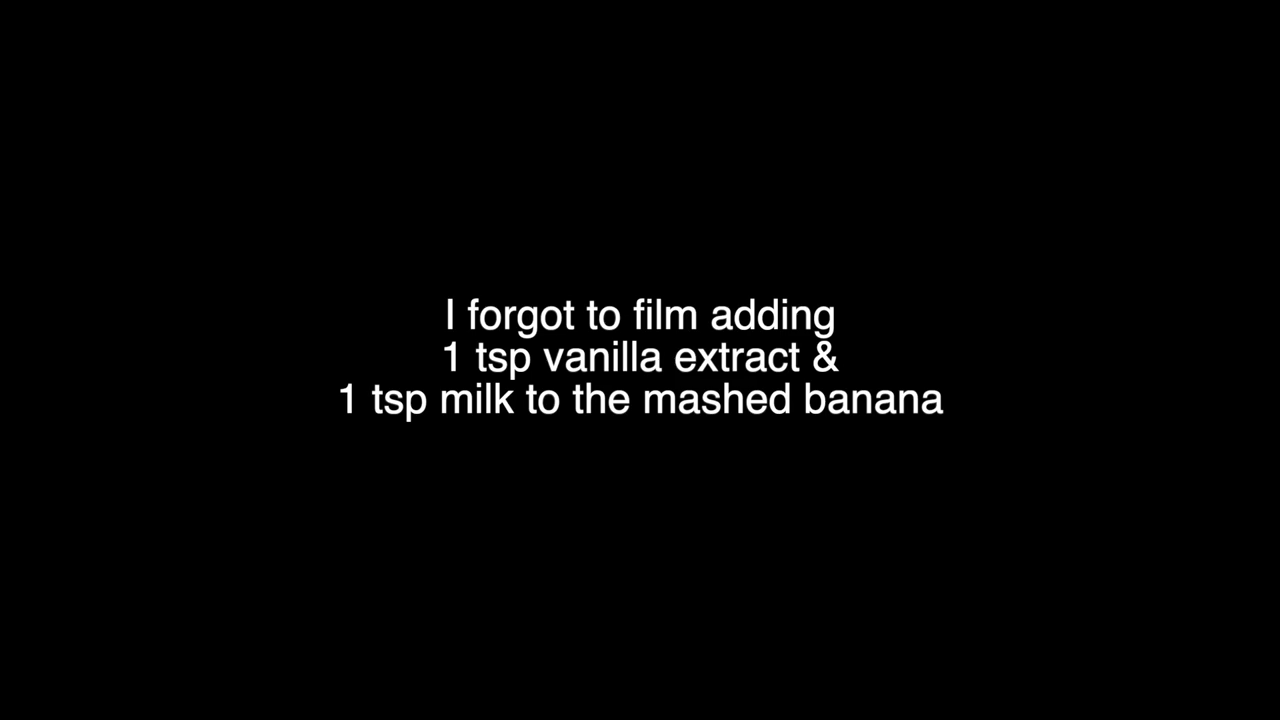 I forgot to film adding
1 tsp vanilla extract &
1 tsp milk to the mashed banana